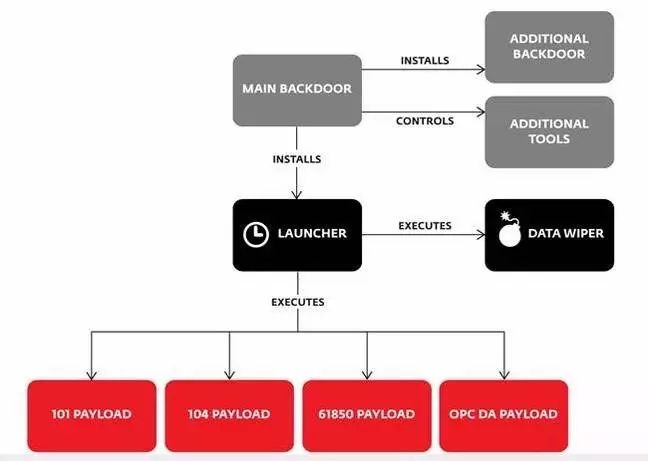 ADDITIONAL
BACKDOOR
INSTALLS
MAIN BACKDOOR
CONTROLS
ADDITIONAL
TOOLS
INSTALLS
LAUNCHER
EXECUTES
DATA WIPER
EXECUTES
101 PAYLOAD
104 PAYLOAD
61850 PAYLOAD
OPC DA PAYLOAD